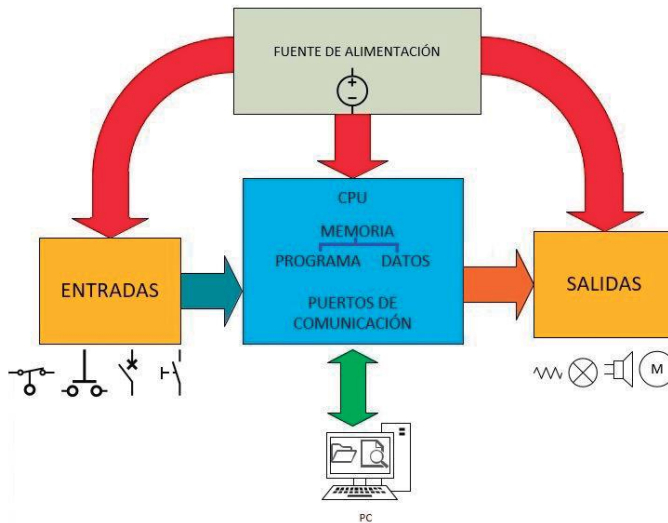 FUENTE DE ALIMENTACIÓN
+
−
CPU
MEMORIA
PROGRAMA DATOS
PUERTOS DE
COMUNICACIÓN
ENTRADAS
SALIDAS
M
PC